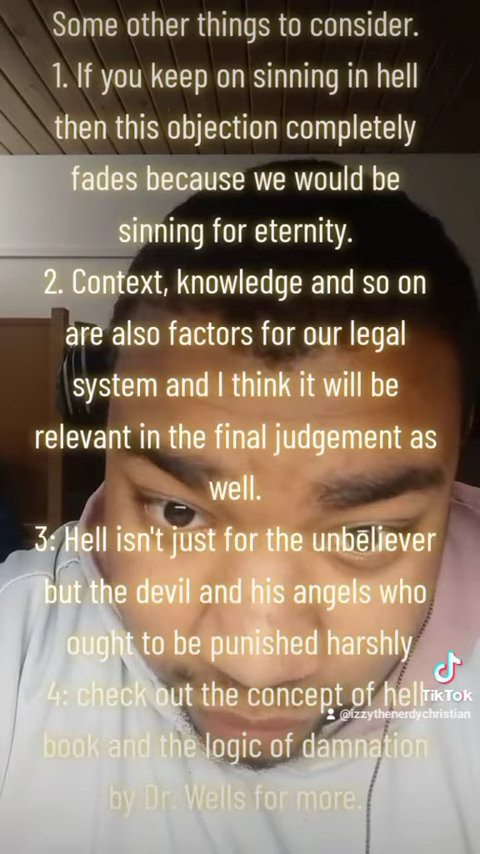 Some other things to consider.
1. If you keep on sinning in hell
then this objection completely
fades because we would be
sinning for eternity.
2. Context, knowledge and so on
are also factors for our legal
system and I think it will be
relevant in the final judgement as
well.
3: Hell isn't just for the unbeliever
but the devil and his angels who
ought to be punished harshly
4: check out the concept of hell
book and the logic of damnation
by Dr. Wells for more.
TikTok
@izzythenerdychristian